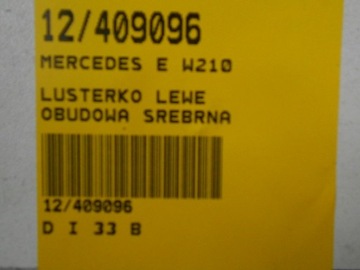 12/409096
MERCEDES E W210
LUSTERKO LEWE
OBUDOWA SREBRNA
12/409096
D I 33 B